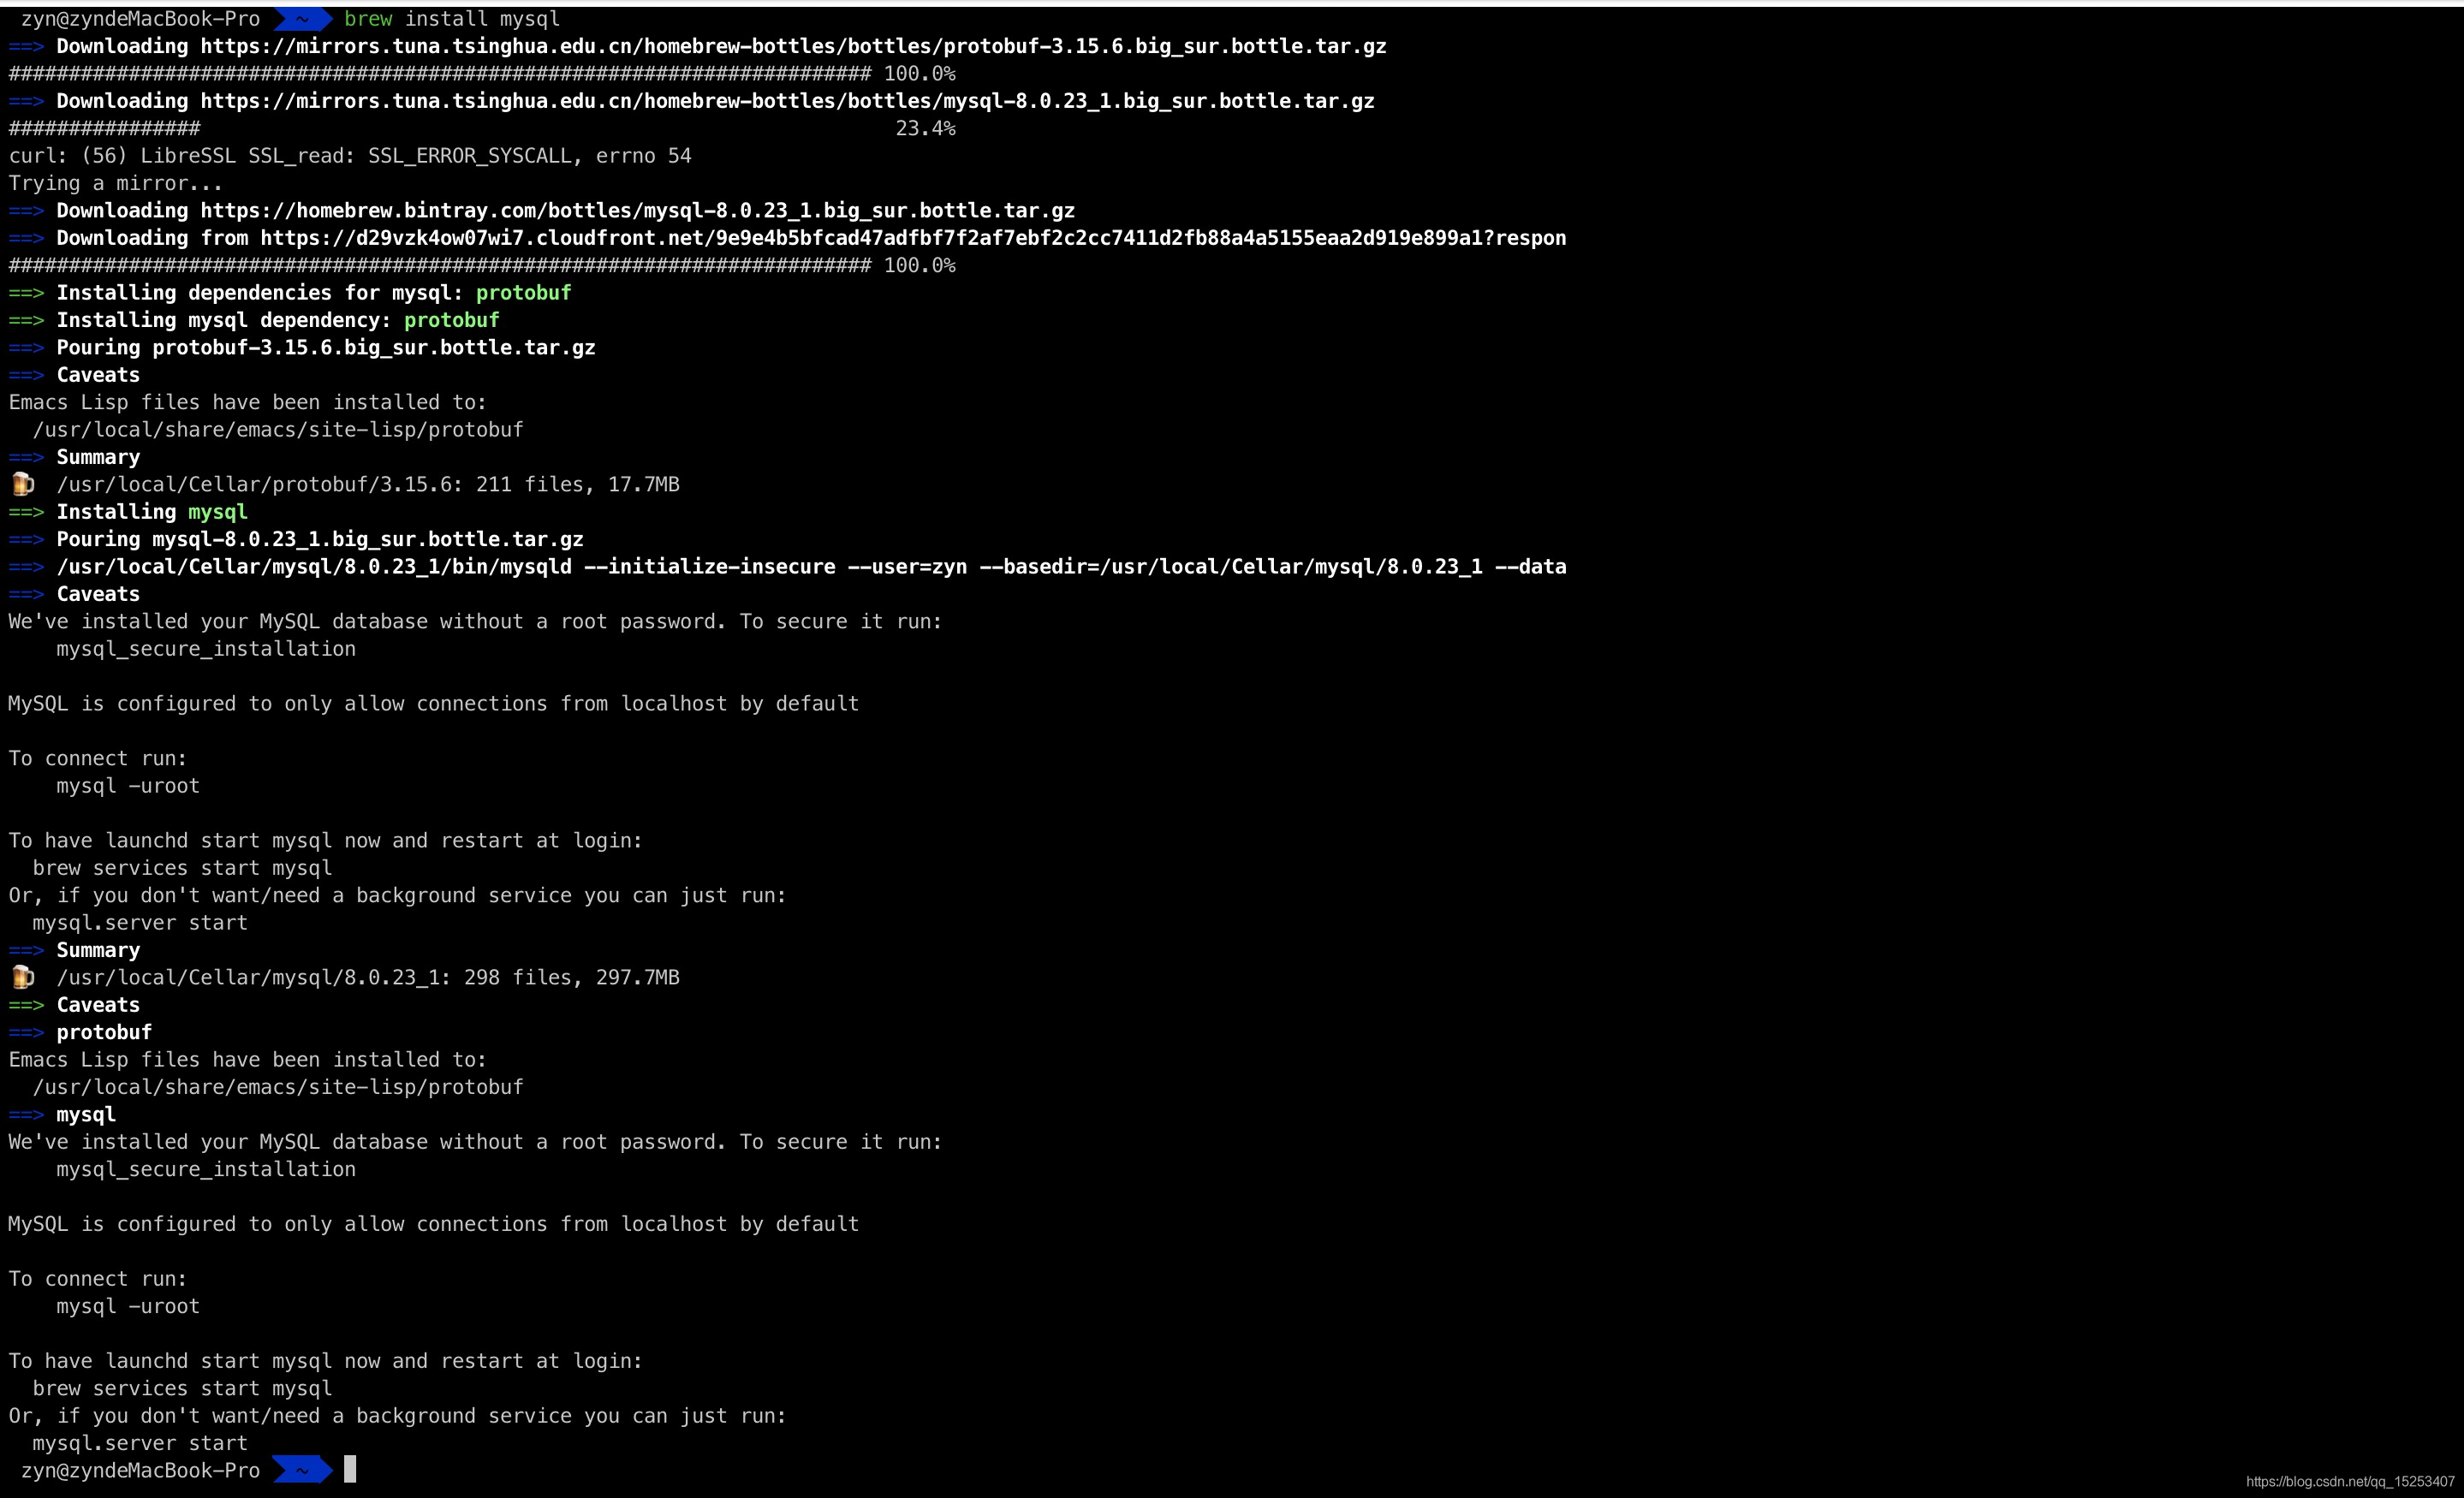 zyn@zyndeMacBook-Pro ~ brew install mysql
==> Downloading https://mirrors.tuna.tsinghua.edu.cn/homebrew-bottles/bottles/protobuf-3.15.6.big_sur.bottle.tar.gz
######################################################################## 100.0%
==> Downloading https://mirrors.tuna.tsinghua.edu.cn/homebrew-bottles/bottles/mysql-8.0.23_1.big_sur.bottle.tar.gz
################ 23.4%
curl: (56) LibreSSL SSL_read: SSL_ERROR_SYSCALL, errno 54
Trying a mirror...
==> Downloading https://homebrew.bintray.com/bottles/mysql-8.0.23_1.big_sur.bottle.tar.gz
==> Downloading from https://d29vzk4ow07wi7.cloudfront.net/9e9e4b5bfcad47adfbf7f2af7ebf2c2cc7411d2fb88a4a5155eaa2d919e899a1?respon
######################################################################## 100.0%
==> Installing dependencies for mysql: protobuf
==> Installing mysql dependency: protobuf
==> Pouring protobuf-3.15.6.big_sur.bottle.tar.gz
==> Caveats
Emacs Lisp files have been installed to:
  /usr/local/share/emacs/site-lisp/protobuf
==> Summary
🍺  /usr/local/Cellar/protobuf/3.15.6: 211 files, 17.7MB
==> Installing mysql
==> Pouring mysql-8.0.23_1.big_sur.bottle.tar.gz
==> /usr/local/Cellar/mysql/8.0.23_1/bin/mysqld --initialize-insecure --user=zyn --basedir=/usr/local/Cellar/mysql/8.0.23_1 --data
==> Caveats
We've installed your MySQL database without a root password. To secure it run:
    mysql_secure_installation
MySQL is configured to only allow connections from localhost by default
To connect run:
    mysql -uroot
To have launchd start mysql now and restart at login:
  brew services start mysql
Or, if you don't want/need a background service you can just run:
  mysql.server start
==> Summary
🍺  /usr/local/Cellar/mysql/8.0.23_1: 298 files, 297.7MB
==> Caveats
==> protobuf
Emacs Lisp files have been installed to:
  /usr/local/share/emacs/site-lisp/protobuf
==> mysql
We've installed your MySQL database without a root password. To secure it run:
    mysql_secure_installation
MySQL is configured to only allow connections from localhost by default
To connect run:
    mysql -uroot
To have launchd start mysql now and restart at login:
  brew services start mysql
Or, if you don't want/need a background service you can just run:
  mysql.server start
zyn@zyndeMacBook-Pro ~
https://blog.csdn.net/qq_15253407